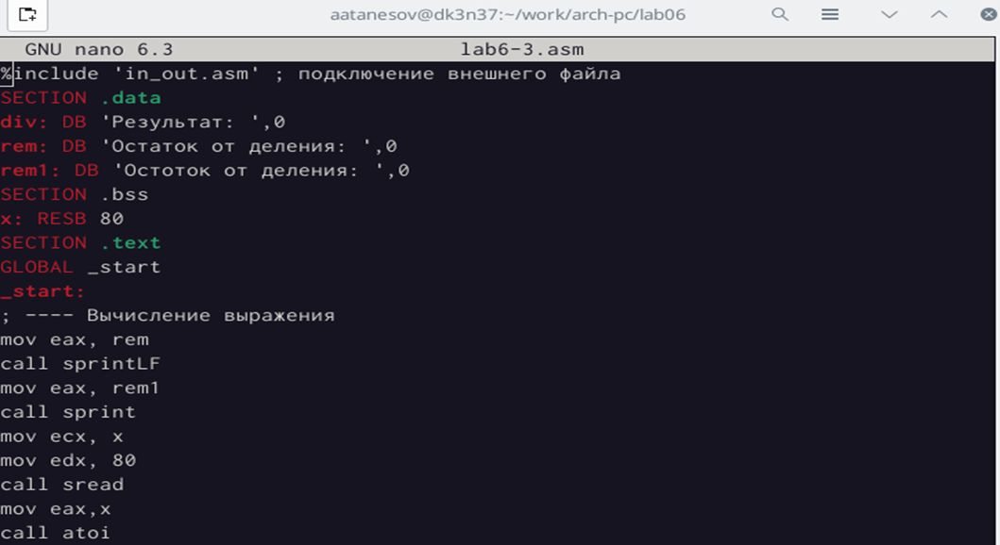 aatanesov@dk3n37:~/work/arch-pc/lab06
GNU nano 6.3 lab6-3.asm
%include 'in_out.asm' ; подключение внешнего файла
SECTION .data
div: DB 'Результат: ',0
rem: DB 'Остаток от деления: ',0
rem1: DB 'Остоток от деления: ',0
SECTION .bss
x: RESB 80
SECTION .text
GLOBAL _start
_start:
; ---- Вычисление выражения
mov eax, rem
call sprintLF
mov eax, rem1
call sprint
mov ecx, x
mov edx, 80
call sread
mov eax,x
call atoi